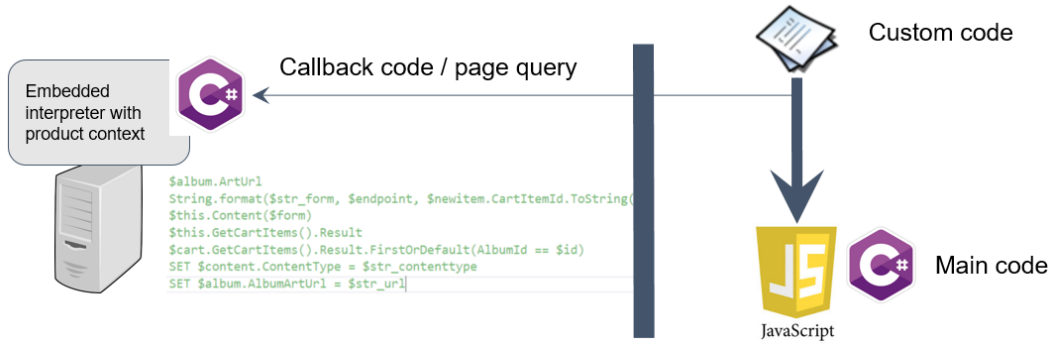 Custom code
Callback code / page query
C#
Embedded
interpreter with
product context
$album.ArtUrl
String.format($str_form, $endpoint, $newitem.CartItemId.ToString(
$this.Content($form)
$this.GetCartItems().Result
$cart.GetCartItems().Result.FirstOrDefault(AlbumId == $id)
SET $content.ContentType = $str_contenttype
SET $album.AlbumArtUrl = $str_url
JS
C#
Main code
JavaScript